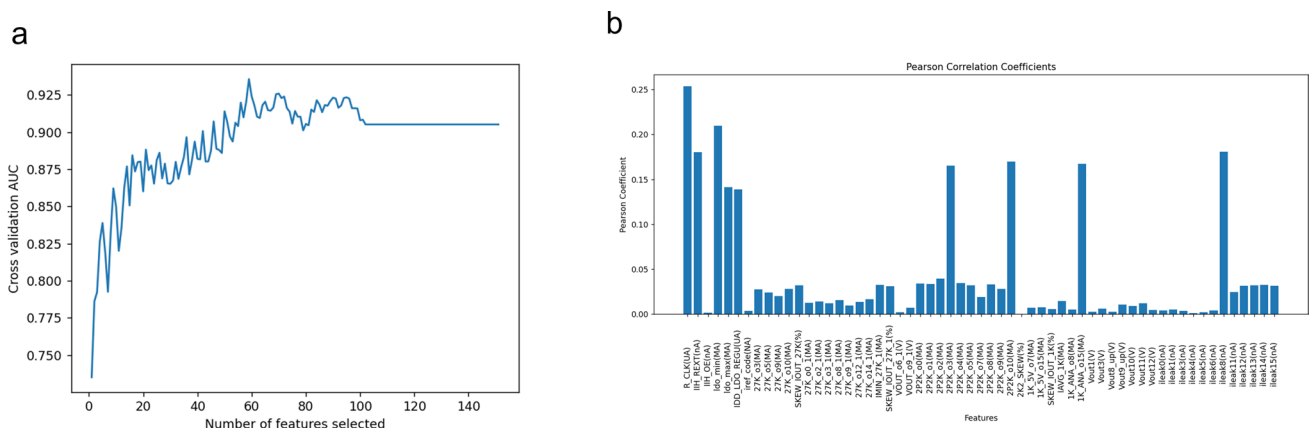 a
0.925
0.900
0.875
0.850
0.825
0.800
0.775
0.750
Cross validation AUC
0 20 40 60 80 100 120 140
Number of features selected
b
Pearson Correlation Coefficients
0.25
0.20
0.15
0.10
0.05
0.00
Pearson Coefficient
R_CLK(UA)
IIH_REXT(nA)
IIH_OE(nA)
ldo_min(MA)
ldo_max(MA)
IDD_LDO_REGU(UA)
iref_code(NA)
27K_o3(MA)
27K_o5(MA)
27K_o9(MA)
27K_o10(MA)
SKEW_IOUT_27K(%)
27K_o0_1(MA)
27K_o2_1(MA)
27K_o3_1(MA)
27K_o8_1(MA)
27K_o9_1(MA)
27K_o12_1(MA)
27K_o14_1(MA)
IMIN_27K_1(MA)
SKEW_IOUT_27K_1(%)
VOUT_o6_1(V)
VOUT_o9_1(V)
2P2K_o0(MA)
2P2K_o1(MA)
2P2K_o2(MA)
2P2K_o3(MA)
2P2K_o4(MA)
2P2K_o5(MA)
2P2K_o7(MA)
2P2K_o8(MA)
2P2K_o9(MA)
2P2K_o10(MA)
2K2_SKEW(%)
1K_5V_o7(MA)
1K_5V_o15(MA)
SKEW_IOUT_1K(%)
IAVG_1K(MA)
1K_ANA_o8(MA)
1K_ANA_o15(MA)
Vout1(V)
Vout2(V)
Vout8_up(V)
Vout9_up(V)
Vout10(V)
Vout11(V)
Vout12(V)
ileak0(nA)
ileak1(nA)
ileak3(nA)
ileak4(nA)
ileak5(nA)
ileak6(nA)
ileak8(nA)
ileak11(nA)
ileak12(nA)
ileak13(nA)
ileak14(nA)
ileak15(nA)
Features